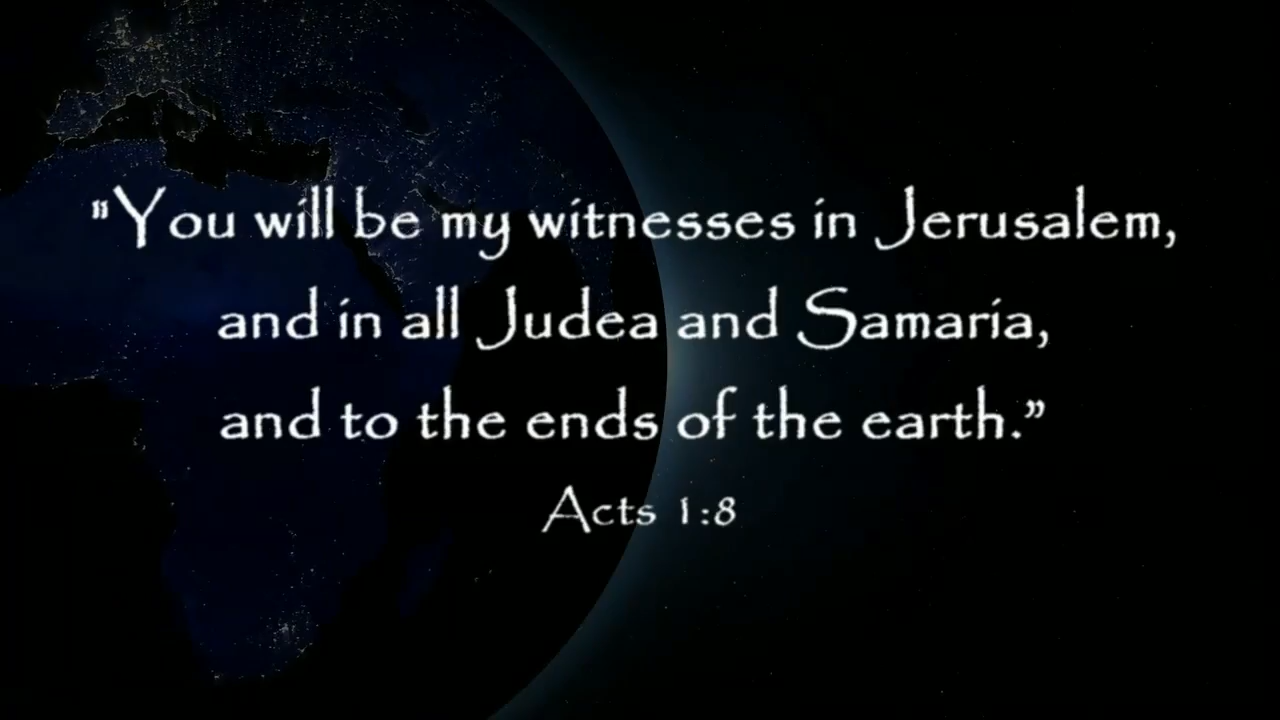 "You will be my witnesses in Jerusalem,
and in all Judea and Samaria,
and to the ends of the earth.”
Acts 1:8